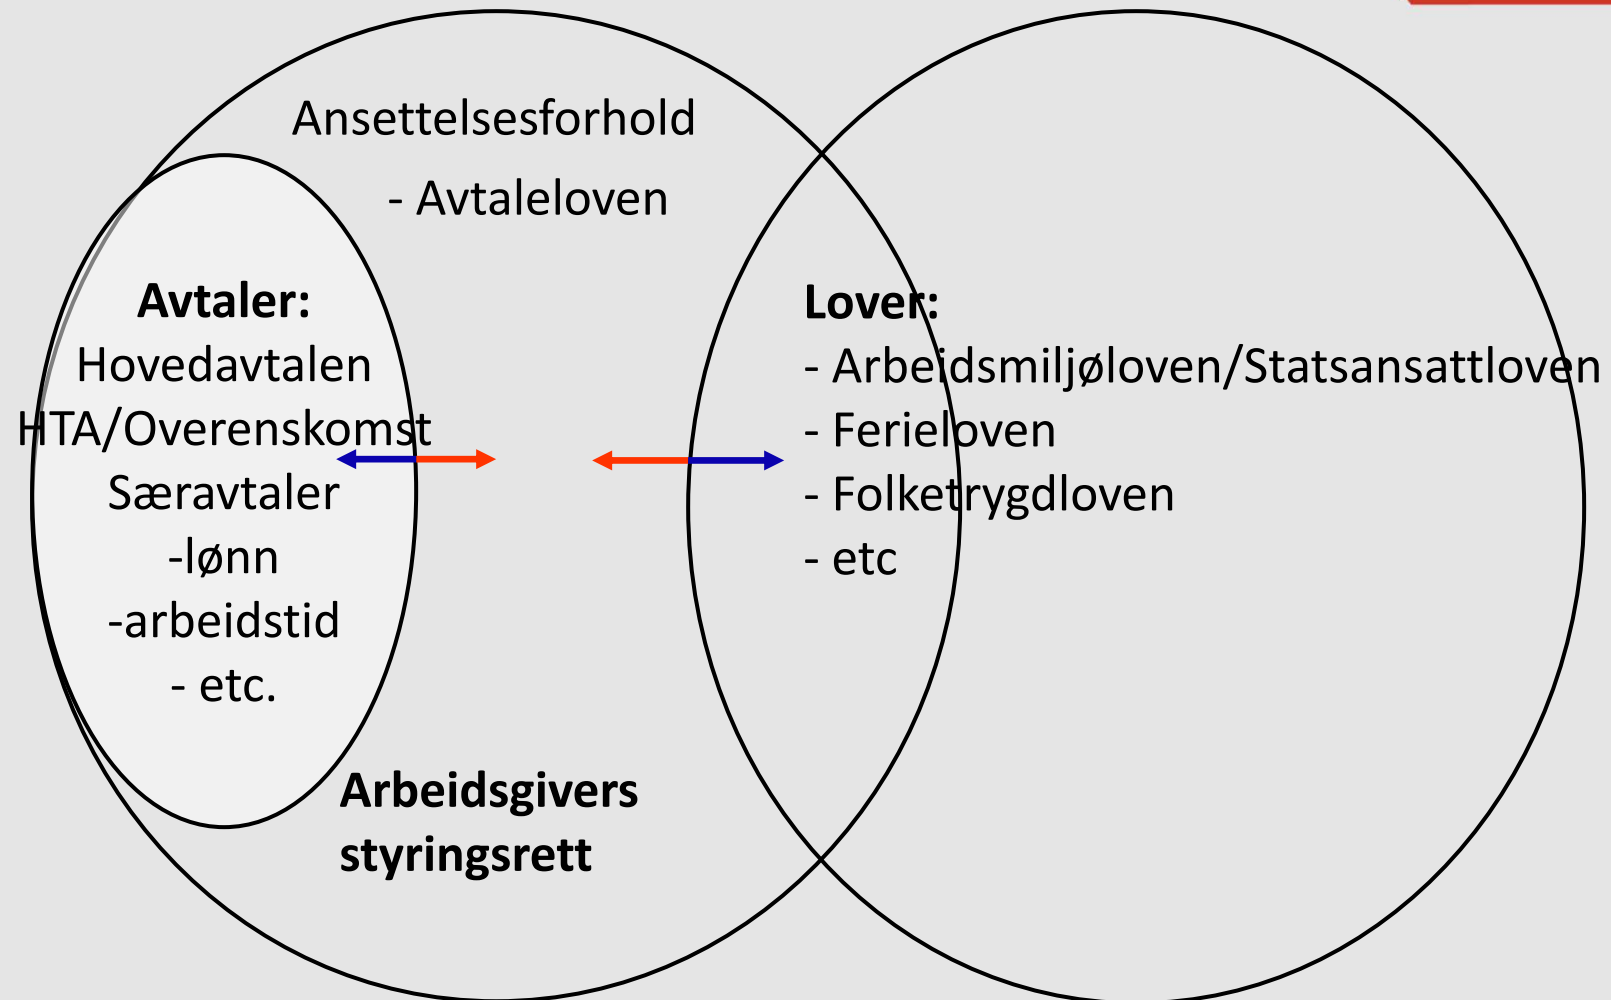 Ansettelsesforhold
- Avtaleloven
Avtaler:
Hovedavtalen
HTA/Overenskomst
Særavtaler
-lønn
-arbeidstid
- etc.
Lover:
- Arbeidsmiljøloven/Statsansattloven
- Ferieloven
- Folketrygdloven
- etc
Arbeidsgivers
styringsrett